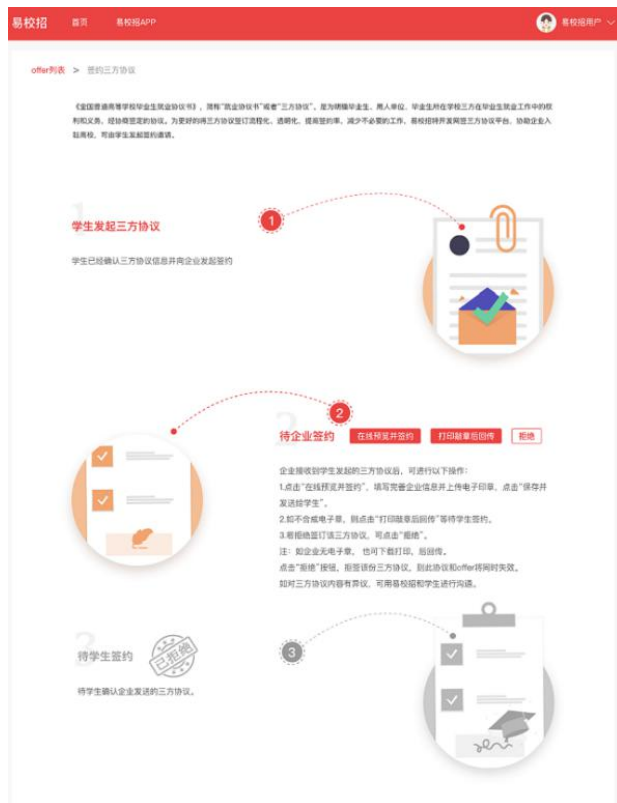 易校招 首页 易校招APP 易校招用户
offer列表 > 签约三方协议
《全国普通高等学校毕业生就业协议书》，简称“就业协议书”或者“三方协议”，是为明确毕业生、用人单位、毕业生所在学校三方在毕业生就业工作中的权
利和义务，经协商签定的协议。为更好的将三方协议签订流程化、透明化、提高签约率，减少不必要的工作，易校招特开发网签三方协议平台，协助企业入
驻高校，可由学生发起签约邀请。
1
学生发起三方协议
1
学生已经确认三方协议信息并向企业发起签约
2
2
待企业签约 在线预览并签约 打印敲章后回传 拒绝
企业接收到学生发起的三方协议后，可进行以下操作：
1.点击“在线预览并签约”，填写完善企业信息并上传电子印章，点击“保存并
发送给学生”。
2.如不合成电子章，则点击“打印敲章后回传”等待学生签约。
3.若拒绝签订该三方协议，可点击“拒绝”。
注：如企业无电子章， 也可下载打印，后回传。
点击“拒绝”按钮，拒签该份三方协议，则此协议和offer将同时失效。
如对三方协议内容有异议，可用易校招和学生进行沟通。
3
待学生签约 已拒绝
3
待学生确认企业发送的三方协议。